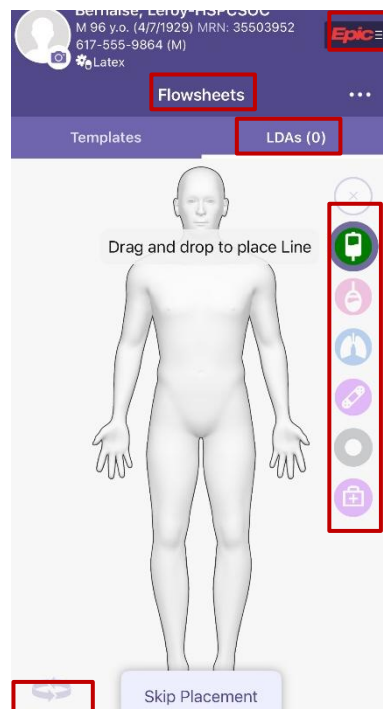 Bernaise, Leroy-HSPCSOC
M 96 y.o. (4/7/1929) MRN: 35503952
617-555-9864 (M)
Latex
Epic
Flowsheets
Templates
LDAs (0)
Drag and drop to place Line
Skip Placement